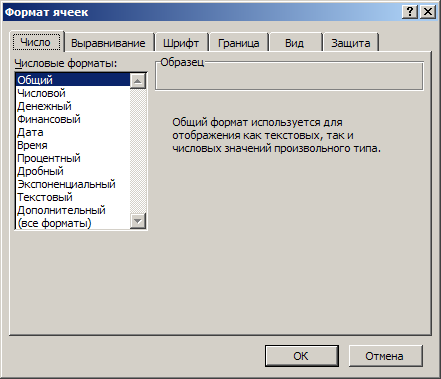 Формат ячеек
Число Выравнивание Шрифт Граница Вид Защита
Числовые форматы:
Общий
Числовой
Денежный
Финансовый
Дата
Время
Процентный
Дробный
Экспоненциальный
Текстовый
Дополнительный
(все форматы)
Образец
Общий формат используется для
отображения как текстовых, так и
числовых значений произвольного типа.
ОК Отмена